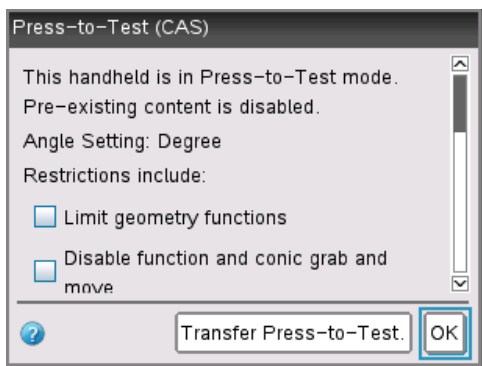 Press-to-Test (CAS)
This handheld is in Press-to-Test mode.
Pre-existing content is disabled.
Angle Setting: Degree
Restrictions include:
Limit geometry functions
Disable function and conic grab and
move
?
Transfer Press-to-Test.
OK